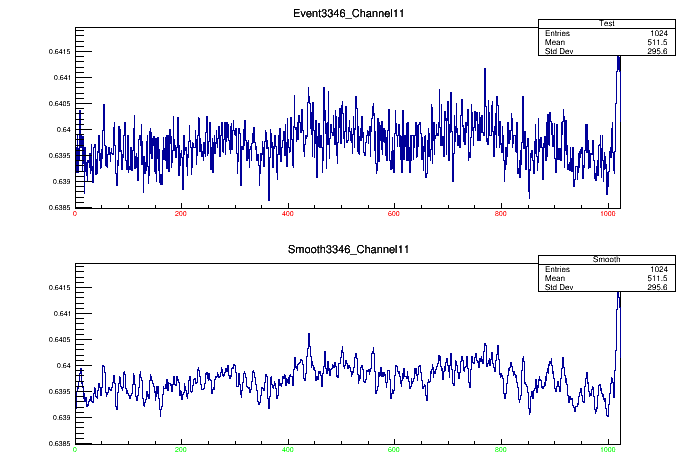 Event3346_Channel11
Test
Entries 1024
Mean 511.5
Std Dev 295.6
0.6415
0.641
0.6405
0.64
0.6395
0.639
0.6385
0 200 400 600 800 1000
Smooth3346_Channel11
Smooth
Entries 1024
Mean 511.5
Std Dev 295.6
0.6415
0.641
0.6405
0.64
0.6395
0.639
0.6385
0 200 400 600 800 1000